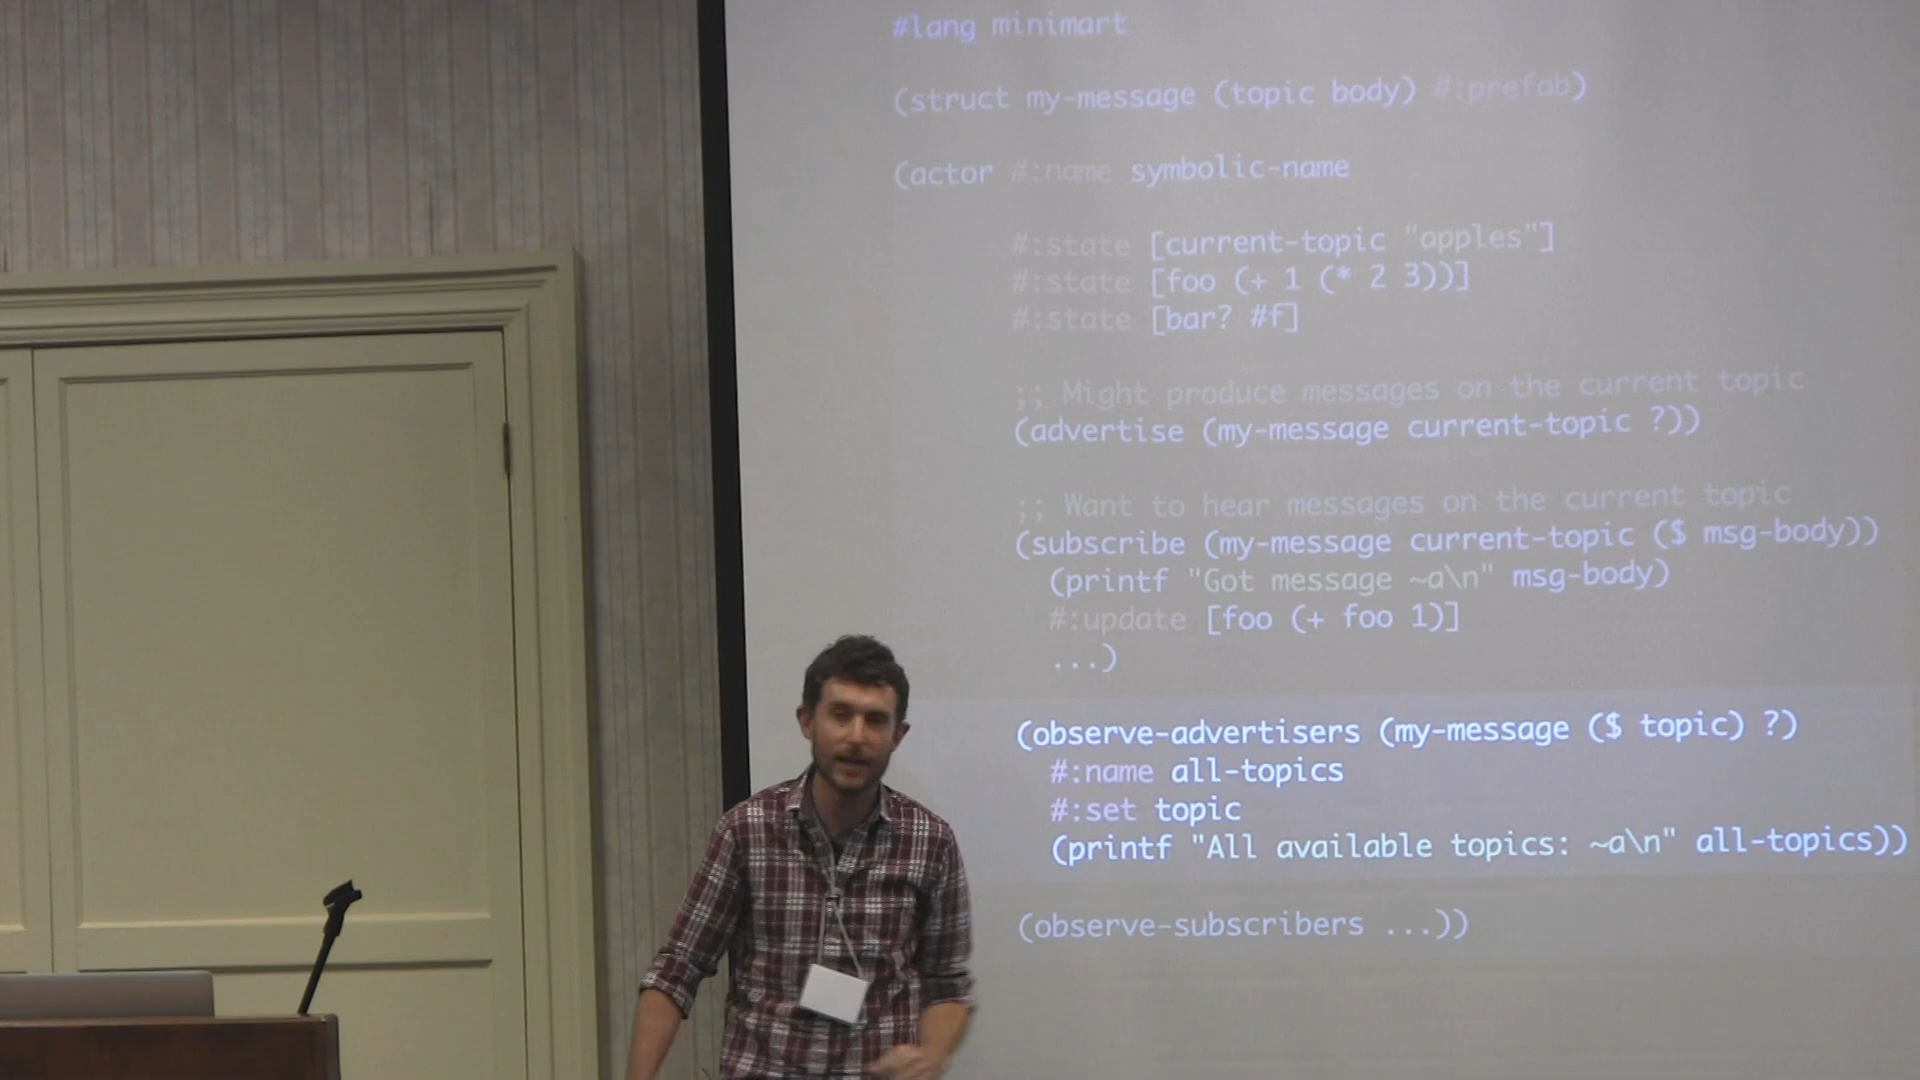 #lang minimart
(struct my-message (topic body) #:prefab)
(actor #:name symbolic-name
#:state [current-topic "apples"]
#:state [foo (+ 1 (* 2 3))]
#:state [bar? #f]
;; Might produce messages on the current topic
(advertise (my-message current-topic ?))
;; Want to hear messages on the current topic
(subscribe (my-message current-topic ($ msg-body))
(printf "Got message ~a\n" msg-body)
#:update [foo (+ foo 1)]
...)
(observe-advertisers (my-message ($ topic) ?)
#:name all-topics
#:set topic
(printf "All available topics: ~a\n" all-topics))
(observe-subscribers ...))